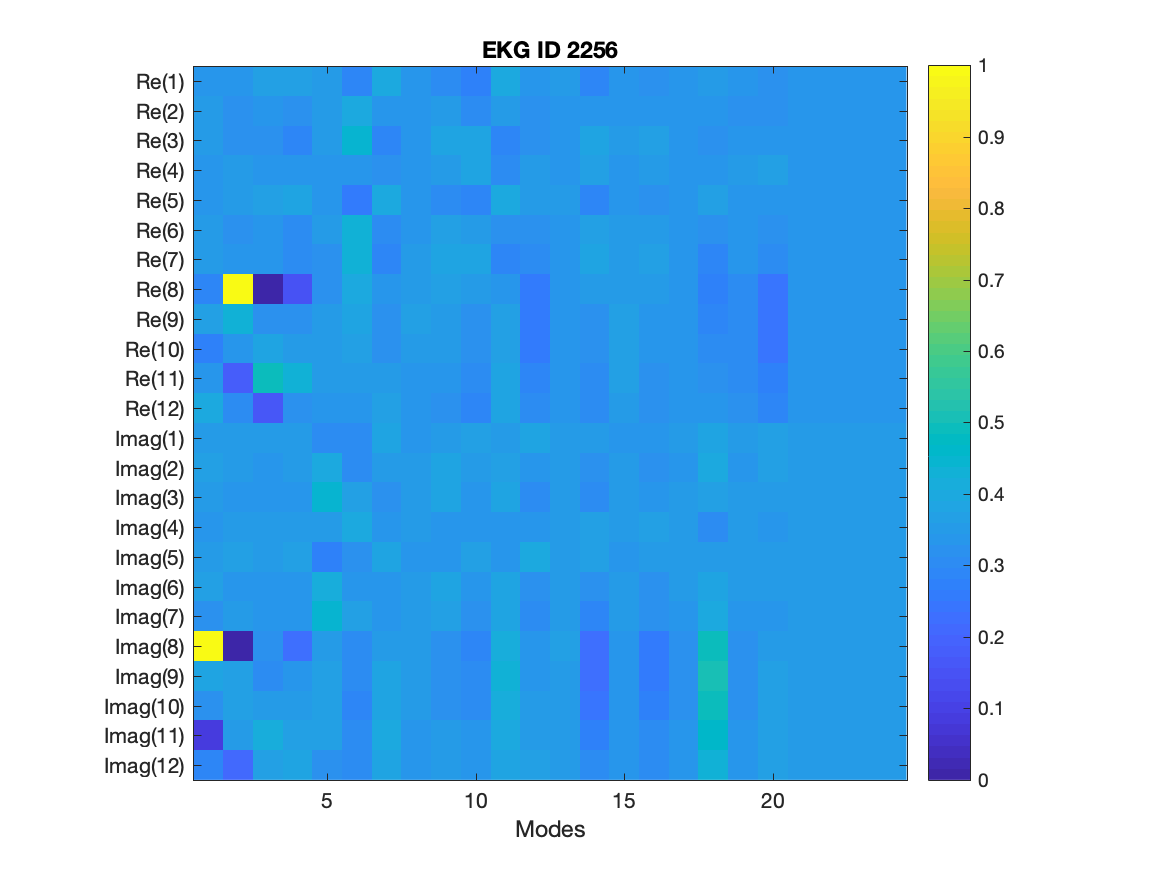 EKG ID 2256
Re(1)
Re(2)
Re(3)
Re(4)
Re(5)
Re(6)
Re(7)
Re(8)
Re(9)
Re(10)
Re(11)
Re(12)
Imag(1)
Imag(2)
Imag(3)
Imag(4)
Imag(5)
Imag(6)
Imag(7)
Imag(8)
Imag(9)
Imag(10)
Imag(11)
Imag(12)
5 10 15 20
Modes
1
0.9
0.8
0.7
0.6
0.5
0.4
0.3
0.2
0.1
0